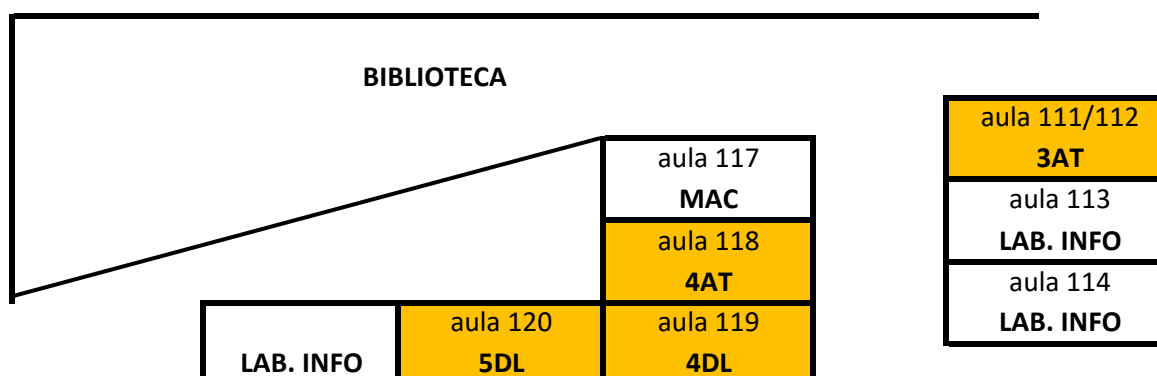 BIBLIOTECA
aula 111/112
3AT
aula 117
MAC
aula 113
LAB. INFO
aula 118
4AT
aula 114
LAB. INFO
LAB. INFO
aula 120
5DL
aula 119
4DL